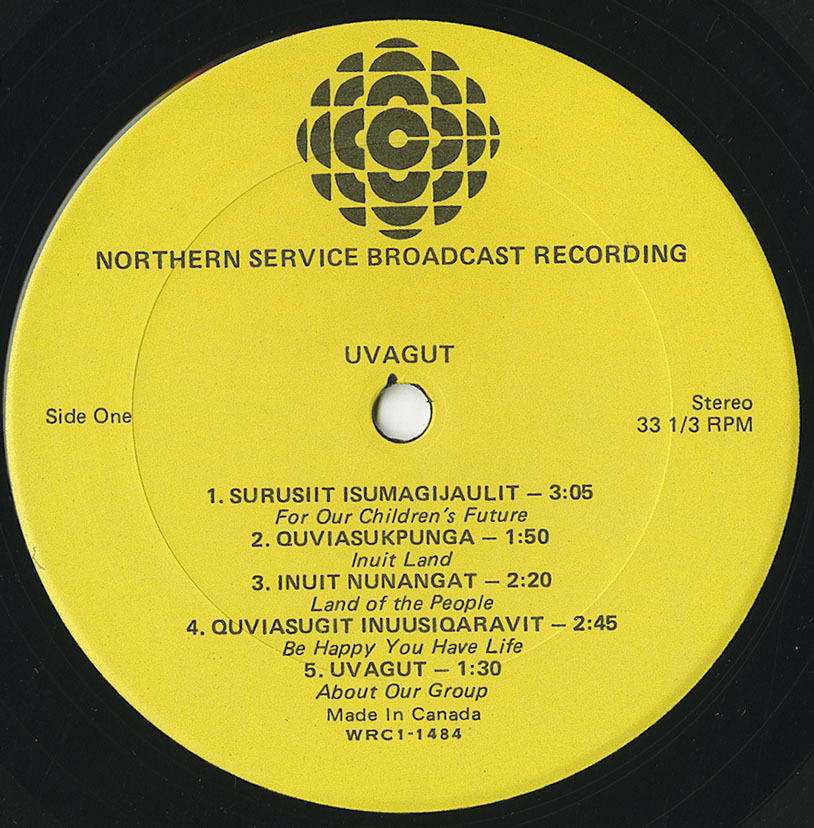 NORTHERN SERVICE BROADCAST RECORDING
UVAGUT
Side One
Stereo
33 1/3 RPM
1. SURUSIIT ISUMAGIJAULIT – 3:05
For Our Children's Future
2. QUVIASUKPUNGA – 1:50
Inuit Land
3. INUIT NUNANGAT – 2:20
Land of the People
4. QUVIASUGIT INUUSIQARAVIT – 2:45
Be Happy You Have Life
5. UVAGUT – 1:30
About Our Group
Made In Canada
WRC1-1484